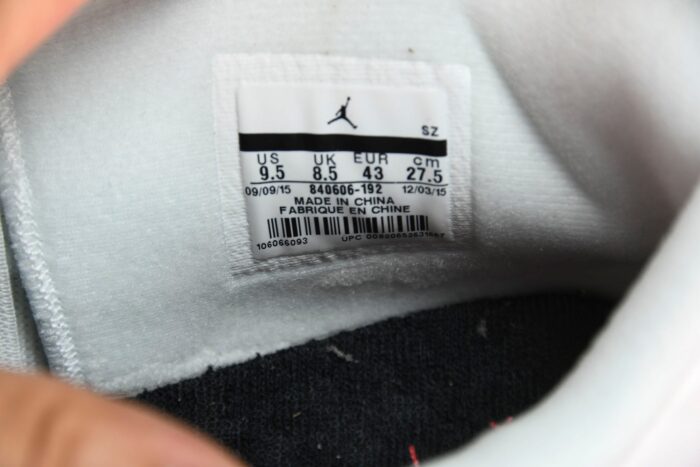 SZ
US UK EUR cm
9.5 8.5 43 27.5
09/09/15 840606-192 12/03/15
MADE IN CHINA
FABRIQUE EN CHINE
106066093 UPC